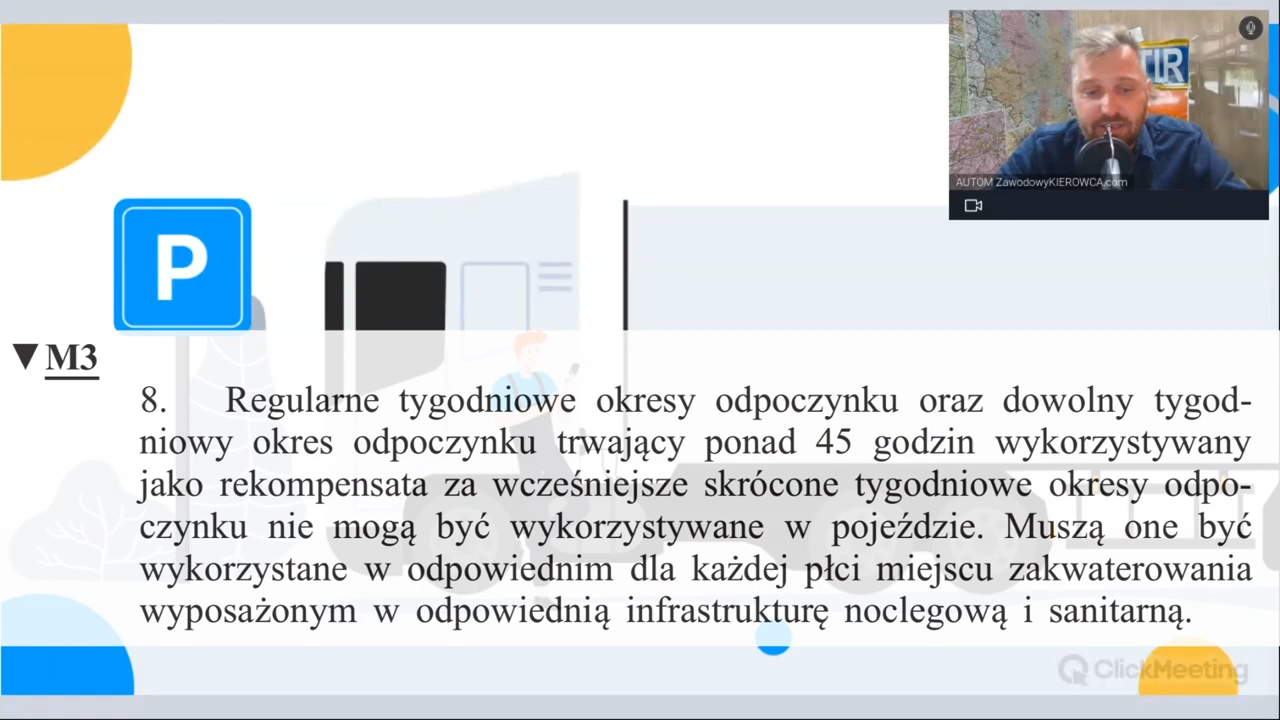 TIR
AUTOM ZawodowyKIEROWCA.com
P
▼ M3
8. Regularne tygodniowe okresy odpoczynku oraz dowolny tygod-
niowy okres odpoczynku trwający ponad 45 godzin wykorzystywany
jako rekompensata za wcześniejsze skrócone tygodniowe okresy odpo-
czynku nie mogą być wykorzystywane w pojeździe. Muszą one być
wykorzystane w odpowiednim dla każdej płci miejscu zakwaterowania
wyposażonym w odpowiednią infrastrukturę noclegową i sanitarną.
ClickMeeting